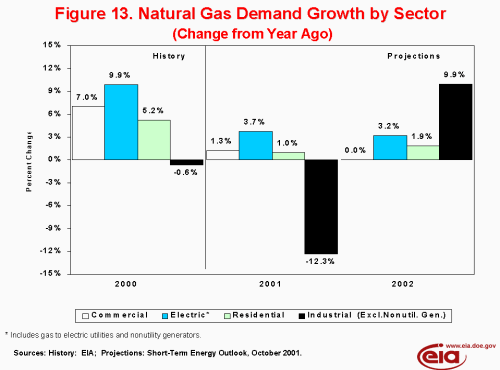 Figure 13. Natural Gas Demand Growth by Sector
(Change from Year Ago)
15%
12%
9%
6%
3%
0%
-3%
-6%
-9%
-12%
-15%
Percent Change
History
Projections
7.0%
9.9%
5.2%
-0.6%
1.3%
3.7%
1.0%
-12.3%
0.0%
3.2%
1.9%
9.9%
2000
2001
2002
Commercial
Electric*
Residential
Industrial (Excl.Nonutil. Gen.)
* Includes gas to electric utilities and nonutility generators.
Sources: History: EIA; Projections: Short-Term Energy Outlook, October 2001.
eia
www.eia.doe.gov